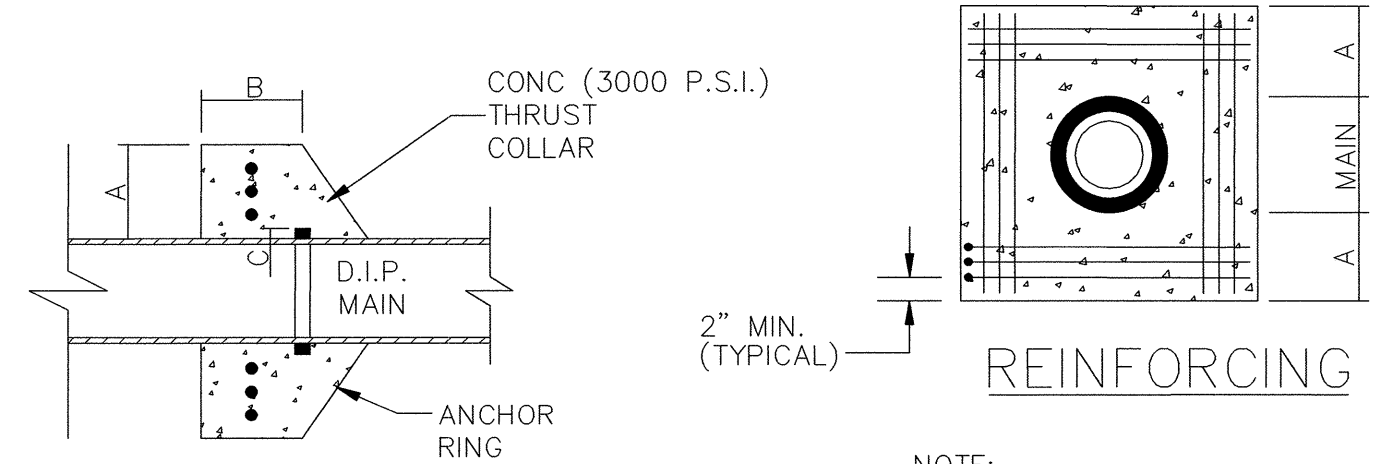 B
CONC (3000 P.S.I.)
THRUST
COLLAR
A
C
D.I.P.
MAIN
ANCHOR
RING
A
MAIN
A
2" MIN.
(TYPICAL)
REINFORCING
NOTE: